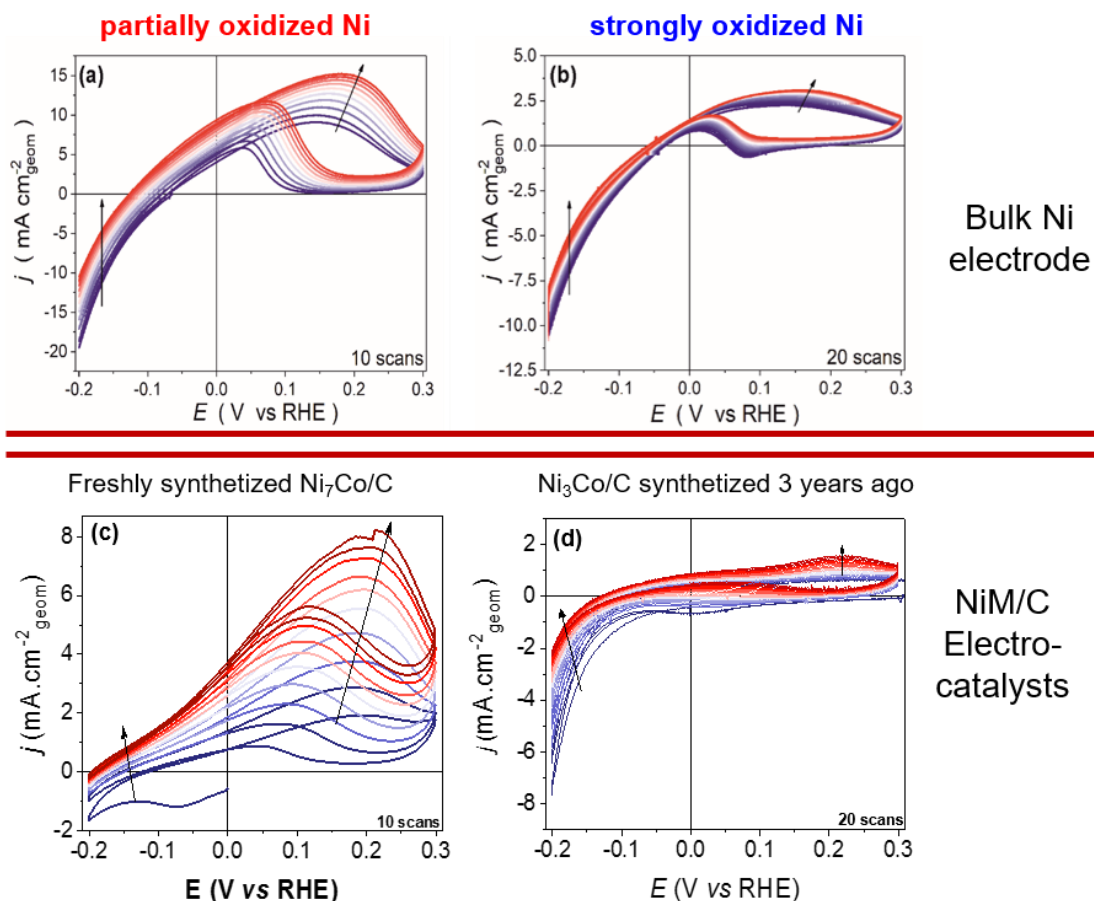 partially oxidized Ni
strongly oxidized Ni
(a)
j ( mA cm-2geom)
15
10
5
0
-5
-10
-15
-20
10 scans
-0.2 -0.1 0.0 0.1 0.2 0.3
E ( V vs RHE )
(b)
j ( mA cm-2geom)
5.0
2.5
0.0
-2.5
-5.0
-7.5
-10.0
-12.5
20 scans
-0.2 -0.1 0.0 0.1 0.2 0.3
E ( V vs RHE )
Bulk Ni
electrode
Freshly synthetized Ni7Co/C
(c)
j (mA.cm-2geom)
8
6
4
2
0
-2
10 scans
-0.2 -0.1 0.0 0.1 0.2 0.3
E (V vs RHE)
Ni3Co/C synthetized 3 years ago
(d)
j (mA.cm-2geom)
2
0
-2
-4
-6
-8
20 scans
-0.2 -0.1 0.0 0.1 0.2 0.3
E (V vs RHE)
NiM/C
Electro-
catalysts